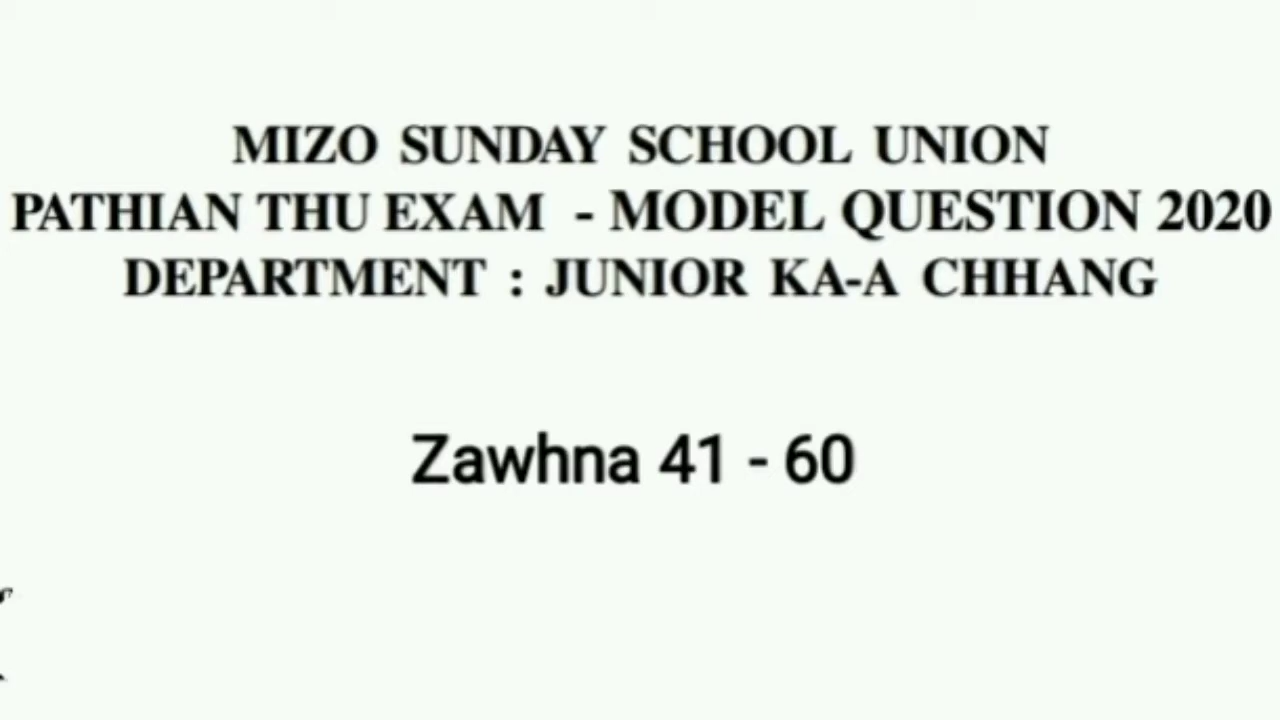 MIZO SUNDAY SCHOOL UNION
PATHIAN THU EXAM - MODEL QUESTION 2020
DEPARTMENT : JUNIOR KA-A CHHANG
Zawhna 41 - 60